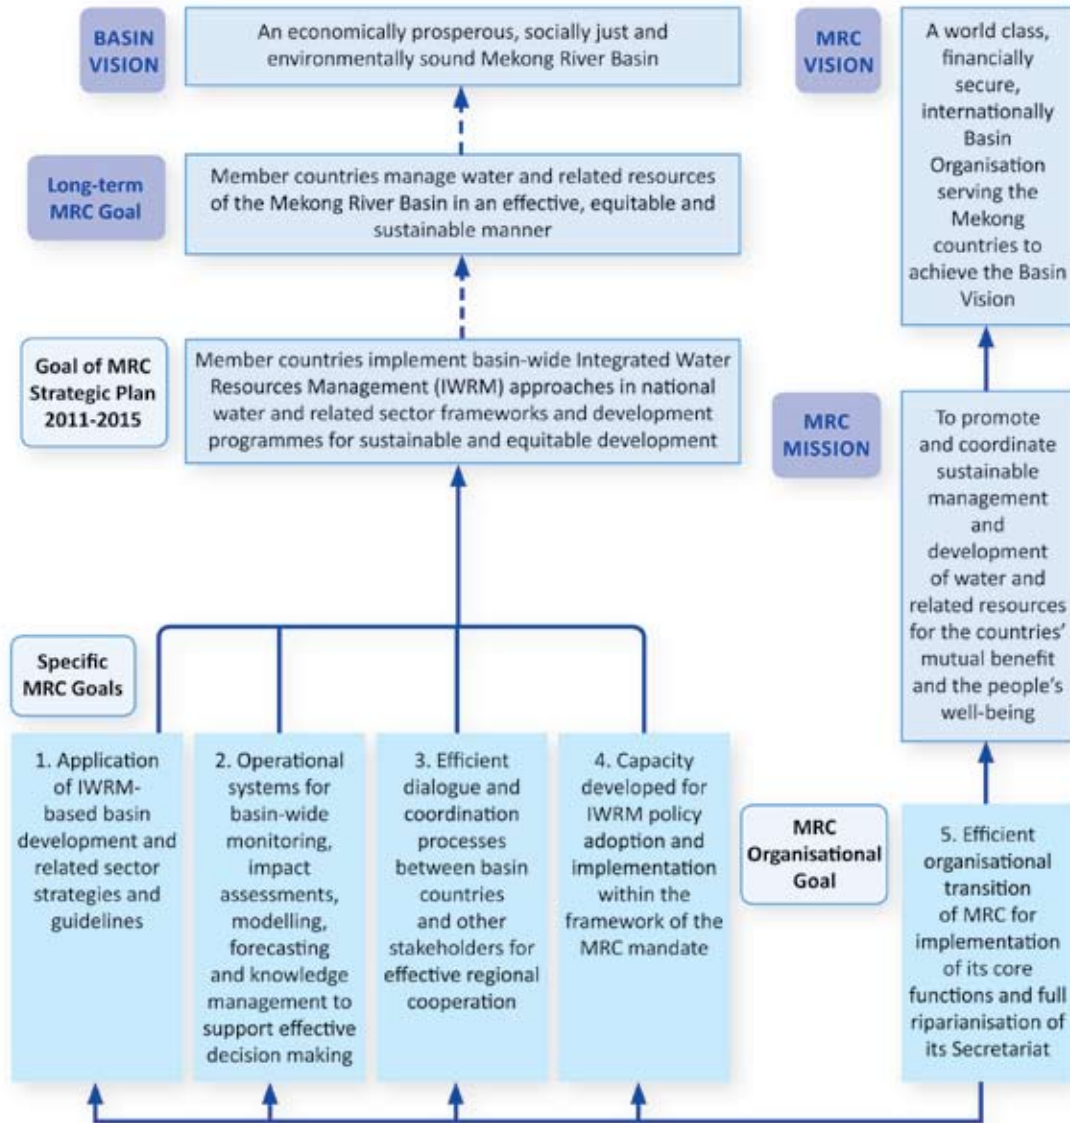 BASIN
VISION
An economically prosperous, socially just and
environmentally sound Mekong River Basin
Long-term
MRC Goal
Member countries manage water and related resources
of the Mekong River Basin in an effective, equitable and
sustainable manner
Goal of MRC
Strategic Plan
2011-2015
Member countries implement basin-wide Integrated Water
Resources Management (IWRM) approaches in national
water and related sector frameworks and development
programmes for sustainable and equitable development
Specific
MRC Goals
1. Application
of IWRM-
based basin
development and
related sector
strategies and
guidelines
2. Operational
systems for
basin-wide
monitoring,
impact
assessments,
modelling,
forecasting
and knowledge
management to
support effective
decision making
3. Efficient
dialogue and
coordination
processes
between basin
countries
and other
stakeholders for
effective regional
cooperation
4. Capacity
developed for
IWRM policy
adoption and
implementation
within the
framework of the
MRC mandate
MRC
VISION
A world class,
financially
secure,
internationally
Basin
Organisation
serving the
Mekong
countries to
achieve the Basin
Vision
MRC
MISSION
To promote
and coordinate
sustainable
management
and
development
of water and
related resources
for the countries’
mutual benefit
and the people’s
well-being
MRC
Organisational
Goal
5. Efficient
organisational
transition
of MRC for
implementation
of its core
functions and full
riparianisation of
its Secretariat